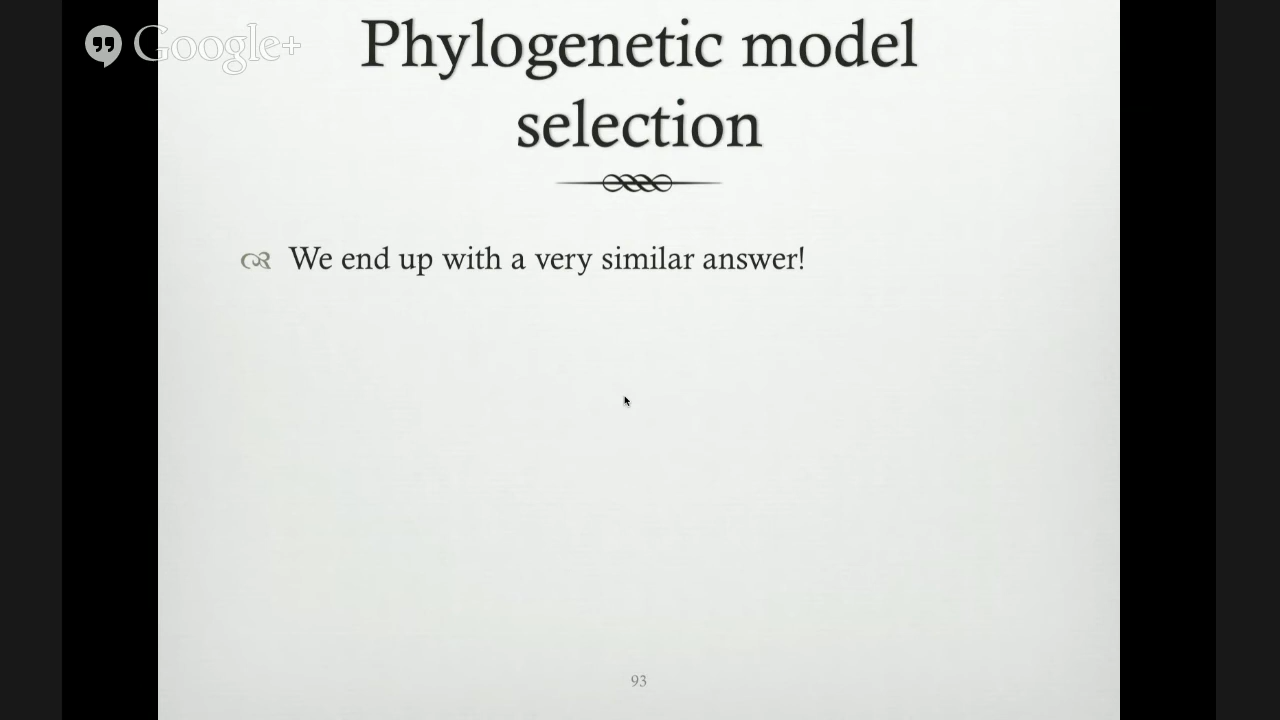 Google+
Phylogenetic model
selection
We end up with a very similar answer!
93